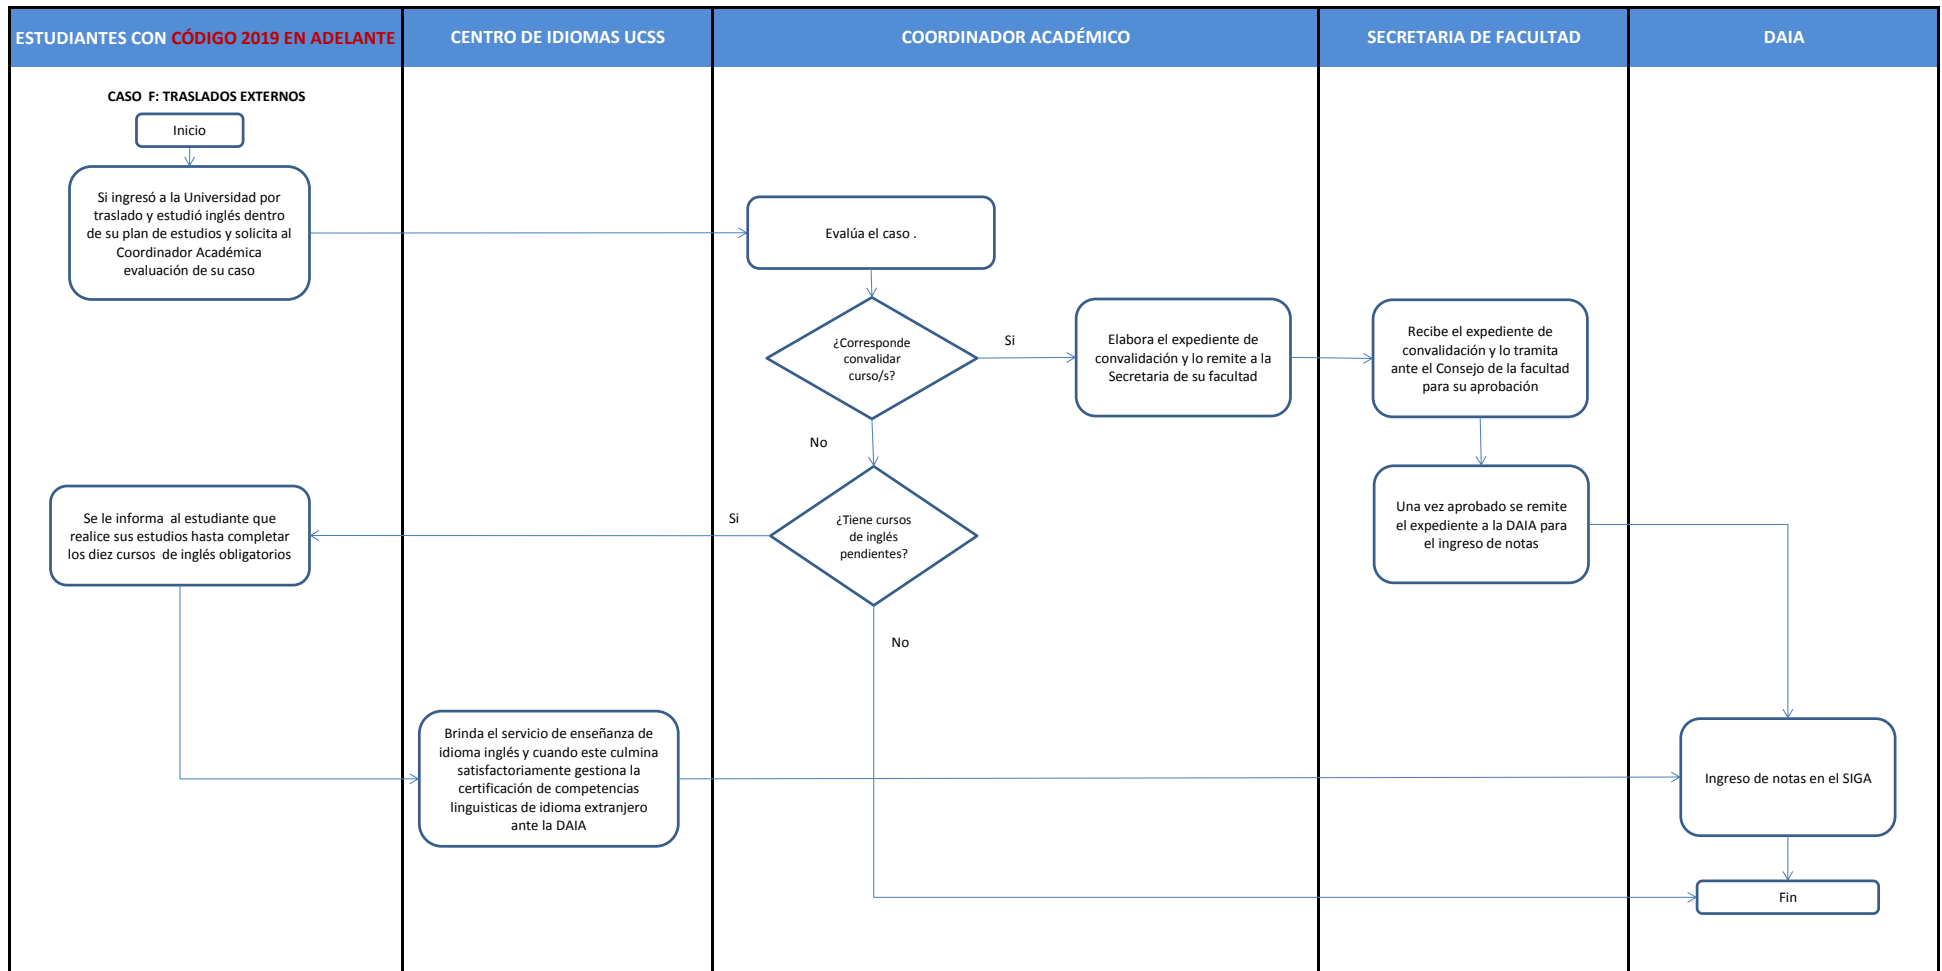 ESTUDIANTES CON CÓDIGO 2019 EN ADELANTE
CENTRO DE IDIOMAS UCSS
COORDINADOR ACADÉMICO
SECRETARIA DE FACULTAD
DAIA
CASO F: TRASLADOS EXTERNOS
Inicio
Si ingresó a la Universidad por
traslado y estudió inglés dentro
de su plan de estudios y solicita al
Coordinador Académica
evaluación de su caso
Evalúa el caso .
¿Corresponde
convalidar
curso/s?
Si
Elabora el expediente de
convalidación y lo remite a la
Secretaria de su facultad
Recibe el expediente de
convalidación y lo tramita
ante el Consejo de la facultad
para su aprobación
No
Se le informa al estudiante que
realice sus estudios hasta completar
los diez cursos de inglés obligatorios
Si
¿Tiene cursos
de inglés
pendientes?
Una vez aprobado se remite
el expediente a la DAIA para
el ingreso de notas
No
Brinda el servicio de enseñanza de
idioma inglés y cuando este culmina
satisfactoriamente gestiona la
certificación de competencias
linguisticas de idioma extranjero
ante la DAIA
Ingreso de notas en el SIGA
Fin